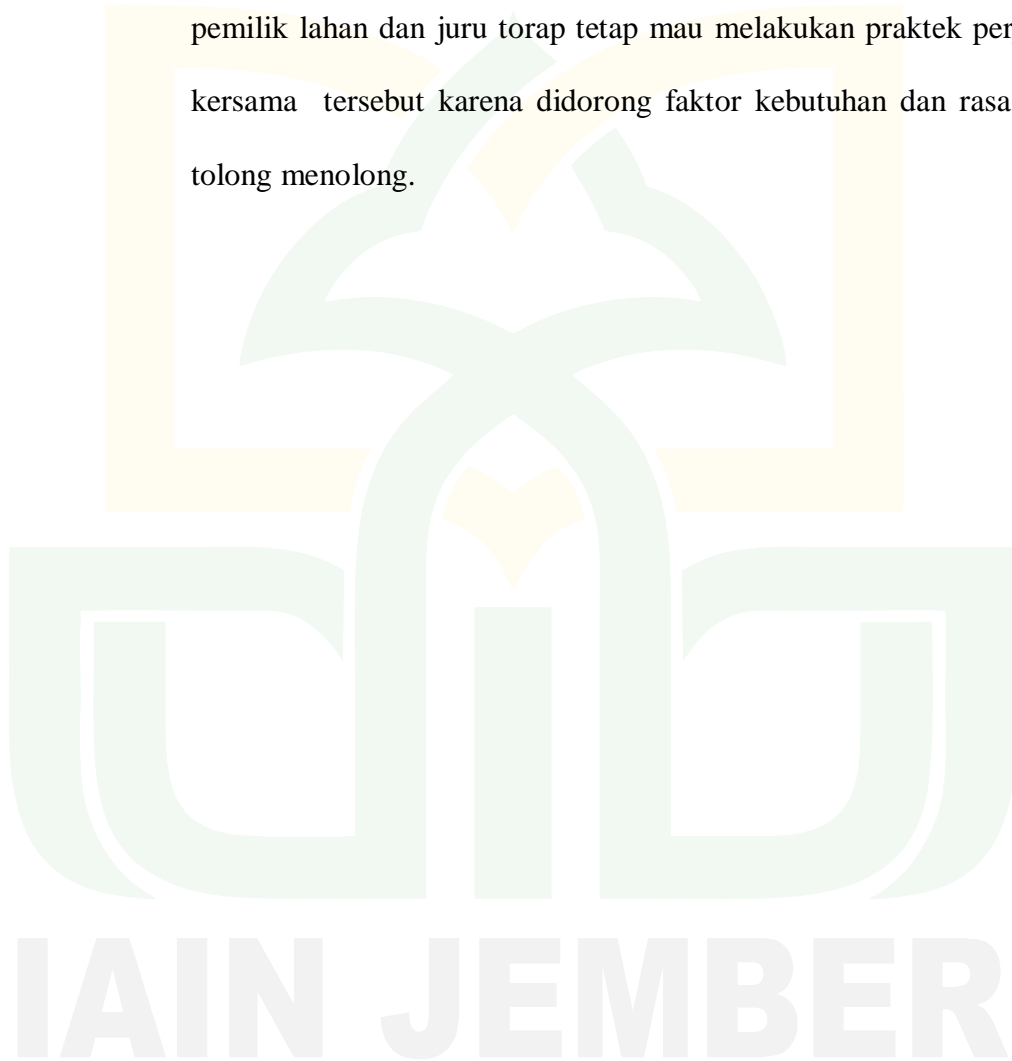 pemilik lahan dan juru torap tetap mau melakukan praktek
kersama tersebut karena didorong faktor kebutuhan dan rasa
tolong menolong.
IAIN JEMBER